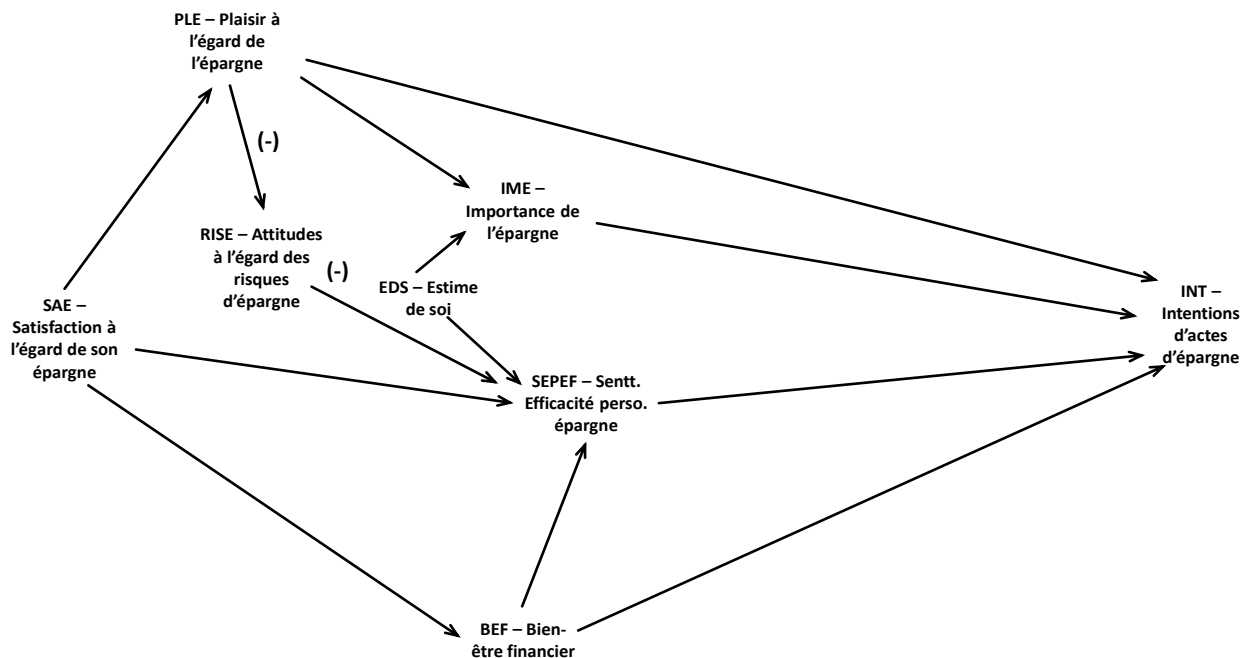 PLE – Plaisir à
l’égard de
l’épargne
(-)
IME –
Importance de
l’épargne
RISE – Attitudes
à l’égard des
risques
d’épargne
(-)
EDS – Estime
de soi
SAE –
Satisfaction à
l’égard de son
épargne
INT –
Intentions
d’actes
d’épargne
SEPEF – Sentt.
Efficacité perso.
épargne
BEF – Bien-
être financier